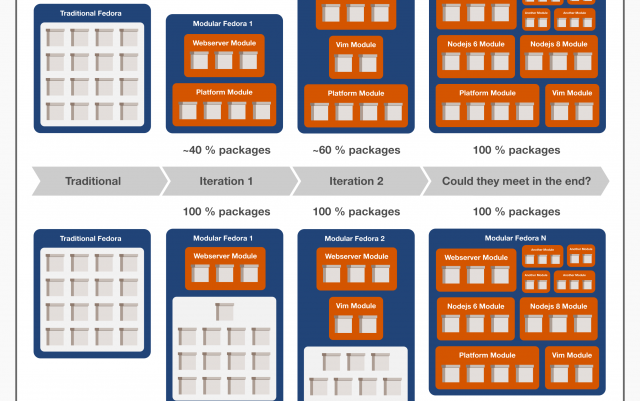 Traditional Fedora
Modular Fedora 1
Webserver Module
Platform Module
Vim Module
Platform Module
Another Module
Another Module
Nodejs 6 Module
Nodejs 8 Module
Platform Module
Vim Module
~40 % packages
~60 % packages
100 % packages
Traditional
Iteration 1
Iteration 2
Could they meet in the end?
100 % packages
100 % packages
100 % packages
Traditional Fedora
Modular Fedora 1
Webserver Module
Modular Fedora 2
Webserver Module
Vim Module
Modular Fedora N
Webserver Module
Another Module
Another Module
Another Module
Another Module
Nodejs 6 Module
Nodejs 8 Module
Platform Module
Vim Module